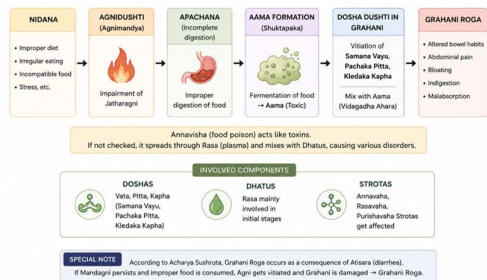 NIDANA
• Improper diet
• Irregular eating
• Incompatible food
• Stress, etc.
AGNIDUSHTI
(Agnimandya)
Impairment of
Jatharagni
APACHANA
(Incomplete
digestion)
Improper
digestion of food
AAMA FORMATION
(Shuktapaka)
Fermentation of food
→ Aama (Toxic)
DOSHA DUSHTI IN
GRAHANI
Vitiation of
Samana Vayu,
Pachaka Pitta,
Kledaka Kapha
Mix with Aama
(Vidagadha Ahara)
GRAHANI ROGA
• Altered bowel habits
• Abdominal pain
• Bloating
• Indigestion
• Malabsorption
Annavisha (food poison) acts like toxins.
If not checked, it spreads through Rasa (plasma) and mixes with Dhatus, causing various disorders.
INVOLVED COMPONENTS
DOSHAS
Vata, Pitta, Kapha
(Samana Vayu,
Pachaka Pitta,
Kledaka Kapha)
DHATUS
Rasa mainly
involved in
initial stages
STROTAS
Annavaha,
Rasavaha,
Purishavaha Strotas
get affected
SPECIAL NOTE
According to Acharya Sushruta, Grahani Roga occurs as a consequence of Atisara (diarrhea).
If Mandagni persists and improper food is consumed, Agni gets vitiated and Grahani is damaged → Grahani Roga.